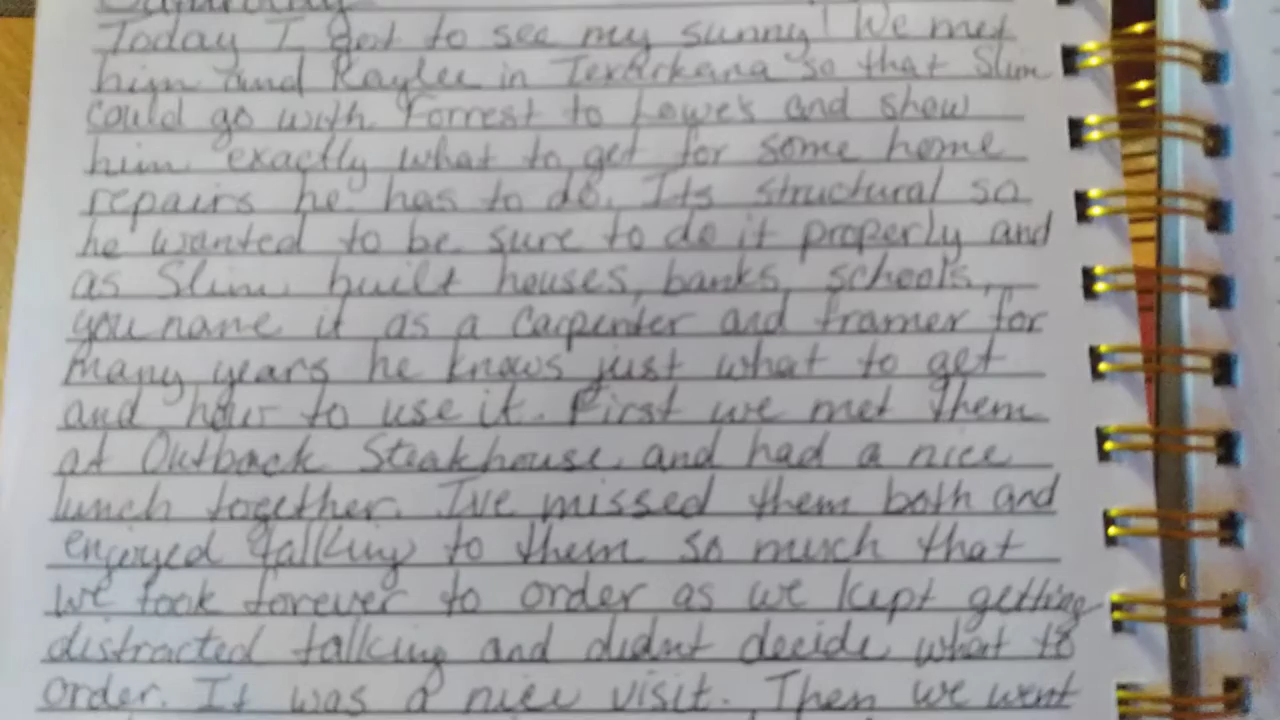 Saturday
Today I got to see my sunny! We met
him and Kaylee in Texarkana so that Slim
could go with Forrest to Lowe's and show
him exactly what to get for some home
repairs he has to do. Its structural so
he wanted to be sure to do it properly and
as Slim built houses, banks, schools,
you name it as a carpenter and framer for
many years he knows just what to get
and how to use it. First we met them
at Outback Steakhouse and had a nice
lunch together. I've missed them both and
enjoyed talking to them so much that
we took forever to order as we kept getting
distracted talking and didnt decide what to
order. It was a nice visit. Then we went